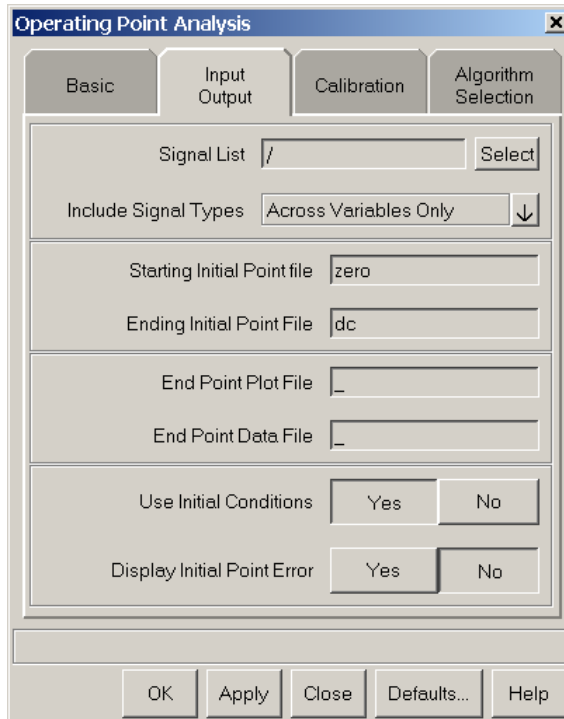 Operating Point Analysis
Basic
Input
Output
Calibration
Algorithm
Selection
Signal List / Select
Include Signal Types Across Variables Only
Starting Initial Point file zero
Ending Initial Point File dc
End Point Plot File _
End Point Data File _
Use Initial Conditions Yes No
Display Initial Point Error Yes No
OK Apply Close Defaults... Help